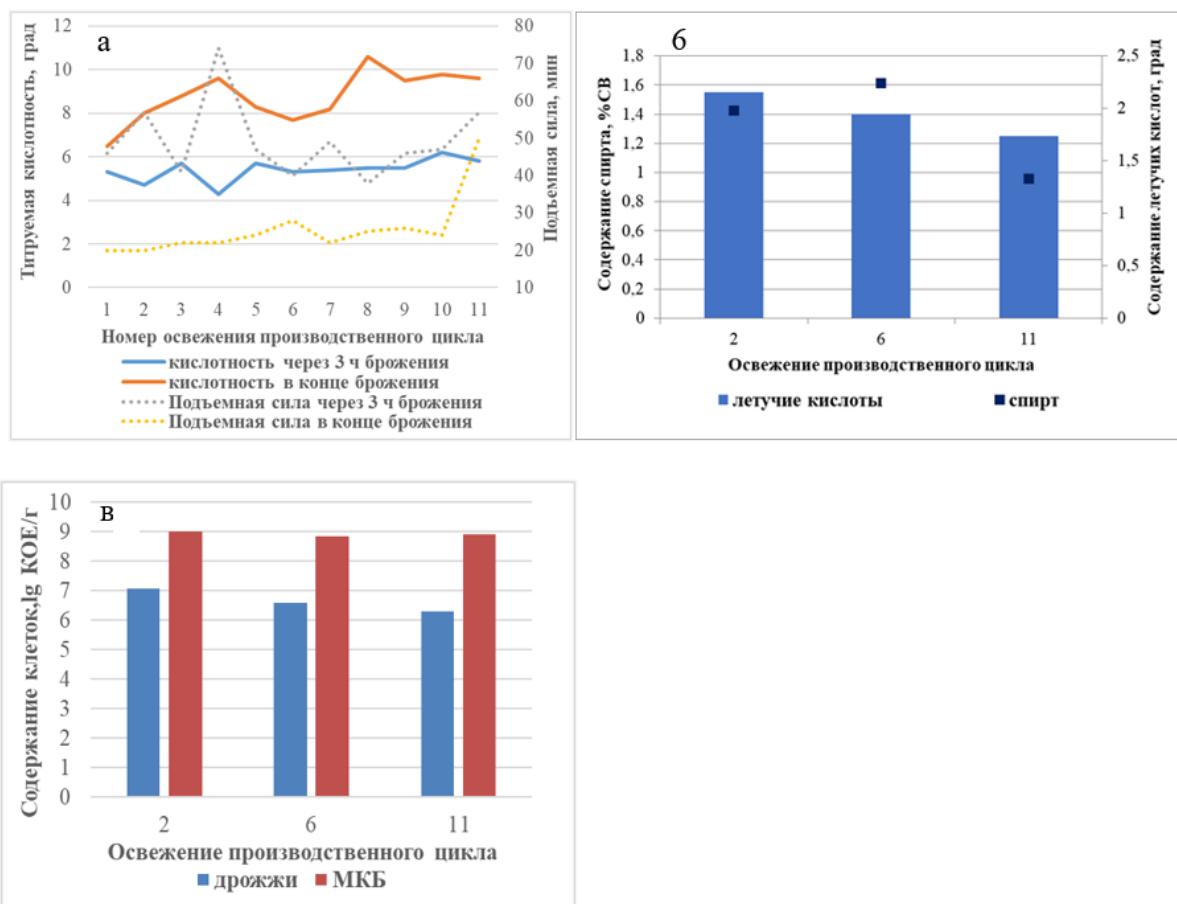 а
Титруемая кислотность, град
12
10
8
6
4
2
0
80
70
60
50
40
30
20
10
Подъемная сила, мин
1 2 3 4 5 6 7 8 9 10 11
Номер освежения производственного цикла
кислотность через 3 ч брожения
кислотность в конце брожения
Подъемная сила через 3 ч брожения
Подъемная сила в конце брожения
б
Содержание спирта, %СВ
1.8
1.6
1.4
1.2
1
0.8
0.6
0,4
0,2
0
2,5
2
1,5
1
0,5
0
Содержание летучих кислот, град
2 6 11
Освежение производственного цикла
летучие кислоты спирт
в
Содержание клеток,lg КОЕ/г
10
9
8
7
6
5
4
3
2
1
0
2 6 11
Освежение производственного цикла
дрожжи МКБ